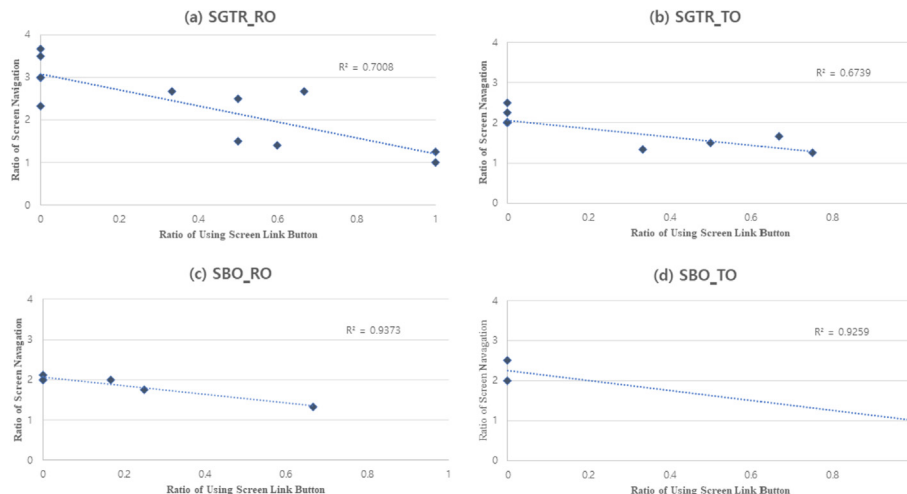 (a) SGTR_RO
4
3
2
1
0
0
0.2
0.4
0.6
0.8
1
R² = 0.7008
Ratio of Screen Navigation
Ratio of Using Screen Link Button
(b) SGTR_TO
4
3
2
1
0
0
0.2
0.4
0.6
0.8
R² = 0.6739
Ratio of Screen Navagation
Ratio of Using Screen Link Button
(c) SBO_RO
4
3
2
1
0
0
0.2
0.4
0.6
0.8
1
R² = 0.9373
Ratio of Screen Navagation
Ratio of Using Screen Link Button
(d) SBO_TO
4
3
2
1
0
0
0.2
0.4
0.6
0.8
R² = 0.9259
Ratio of Screen Navagation
Ratio of Using Screen Link Button